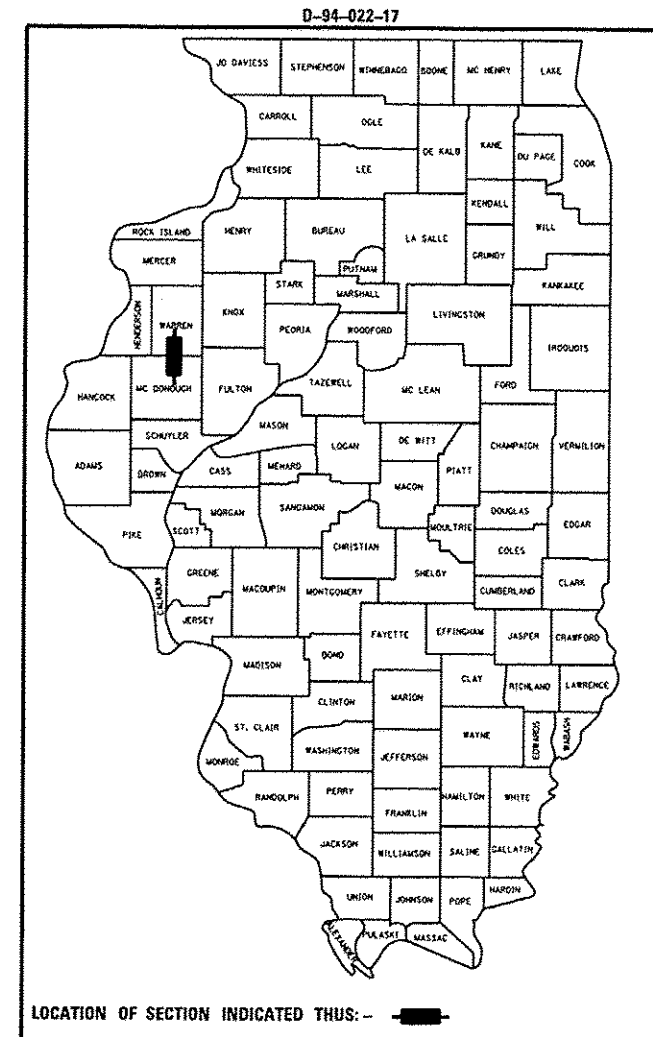 D-94-022-17
JO DAVIESS STEPHENSON WINNEBAGO BOONE MC HENRY LAKE
CARROLL OGLE DE KALB KANE DU PAGE COOK
WHITESIDE LEE
KENDALL WILL
ROCK ISLAND HENRY BUREAU LA SALLE GRUNDY
MERCER PUTNAM KANKAKEE
STARK MARSHALL
HENDERSON WARREN KNOX PEORIA WOODFORD LIVINGSTON IROQUOIS
HANCOCK MC DONOUGH FULTON TAZEWELL MC LEAN FORD
SCHUYLER MASON LOGAN DE WITT CHAMPAIGN VERMILION
ADAMS BROWN CASS MENARD MACON PIATT
MORGAN SANGAMON DOUGLAS EDGAR
PIKE SCOTT CHRISTIAN MOULTRIE COLES
GREENE MACOUPIN MONTGOMERY SHELBY CUMBERLAND CLARK
CALHOUN JERSEY FAYETTE EFFINGHAM JASPER CRAWFORD
MADISON BOND CLAY RICHLAND LAWRENCE
CLINTON MARION
ST. CLAIR WASHINGTON JEFFERSON WAYNE EDWARDS WABASH
MONROE
RANDOLPH PERRY HAMILTON WHITE
FRANKLIN
JACKSON WILLIAMSON SALINE GALLATIN
UNION JOHNSON POPE HARDIN
ALEXANDER PULASKI MASSAC
LOCATION OF SECTION INDICATED THUS: -